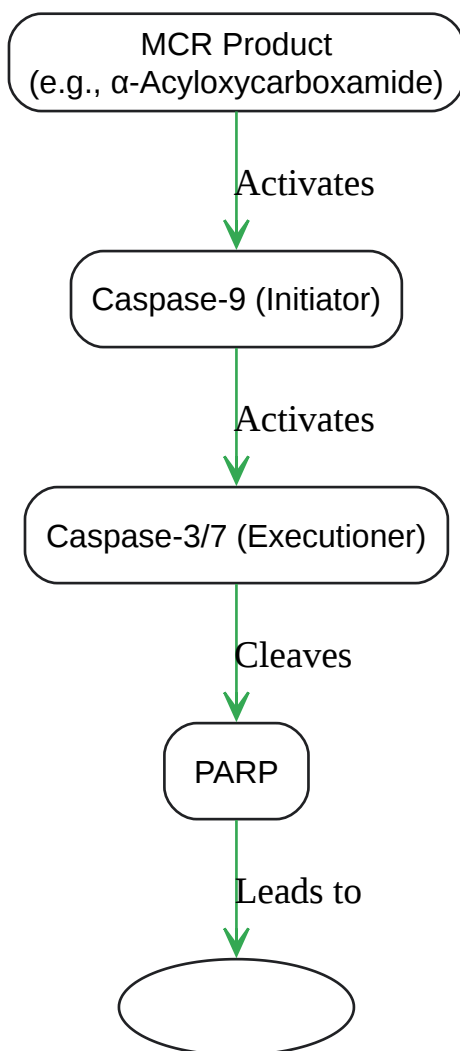 MCR Product
(e.g., α-Acyloxycarboxamide)
Activates
Caspase-9 (Initiator)
Activates
Caspase-3/7 (Executioner)
Cleaves
PARP
Leads to